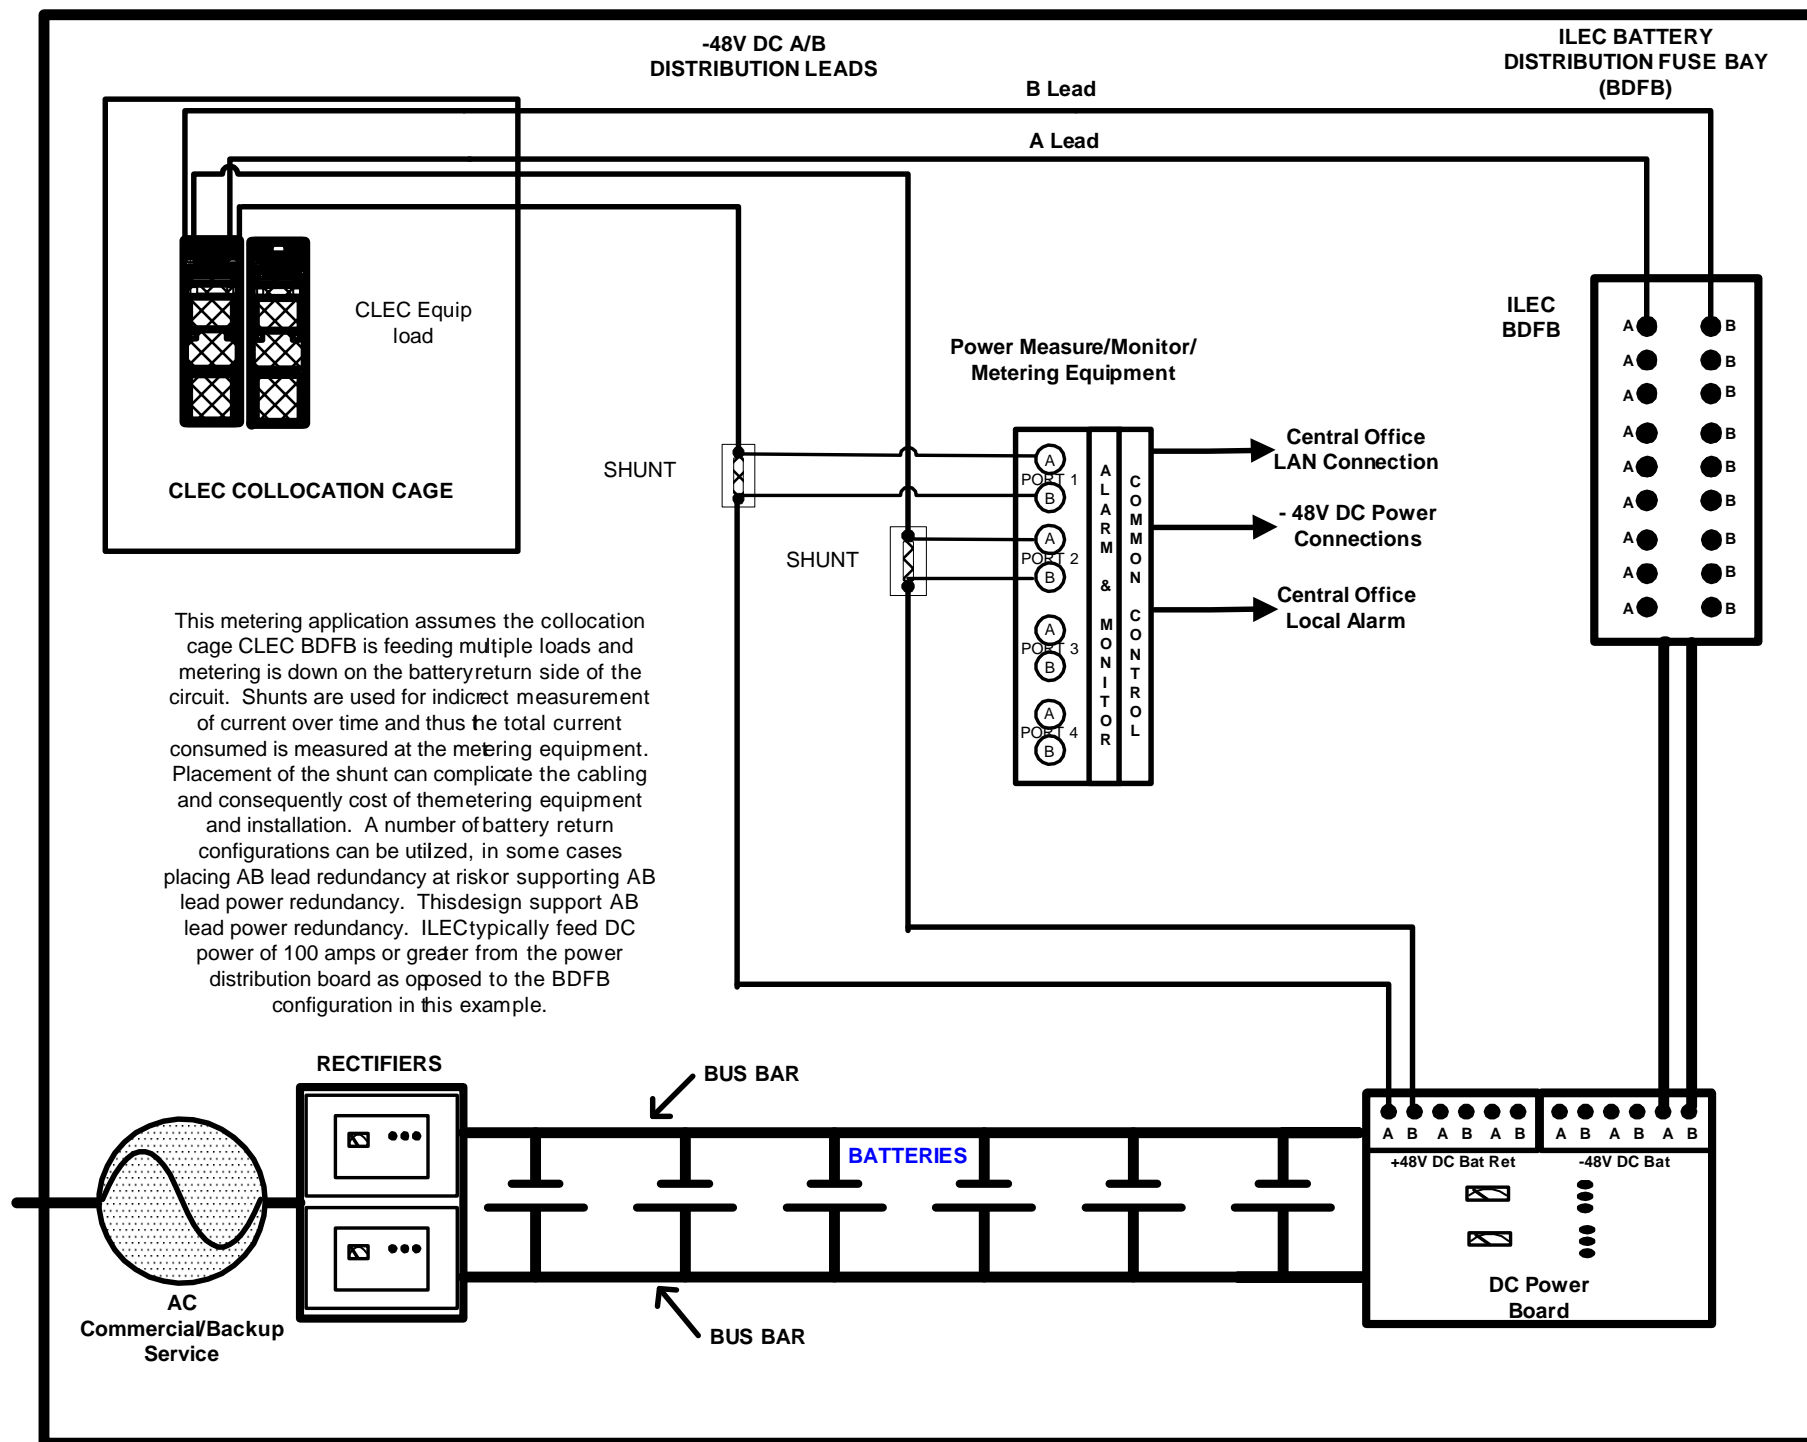 -48V DC A/B
DISTRIBUTION LEADS
ILEC BATTERY
DISTRIBUTION FUSE BAY
(BDFB)
B Lead
A Lead
CLEC Equip
load
CLEC COLLOCATION CAGE
ILEC
BDFB
A B
A B
A B
A B
A B
A B
A B
A B
A B
Power Measure/Monitor/
Metering Equipment
SHUNT
SHUNT
A
PORT 1
B
A
PORT 2
B
A
PORT 3
B
A
PORT 4
B
ALARM & MONITOR
COMMON CONTROL
Central Office
LAN Connection
- 48V DC Power
Connections
Central Office
Local Alarm
This metering application assumes the collocation
cage CLEC BDFB is feeding multiple loads and
metering is down on the battery return side of the
circuit. Shunts are used for indicrect measurement
of current over time and thus the total current
consumed is measured at the metering equipment.
Placement of the shunt can complicate the cabling
and consequently cost of themetering equipment
and installation. A number of battery return
configurations can be utilzed, in some cases
placing AB lead redundancy at risk or supporting AB
lead power redundancy. This design support AB
lead power redundancy. ILEC typically feed DC
power of 100 amps or greater from the power
distribution board as opposed to the BDFB
configuration in this example.
RECTIFIERS
BUS BAR
BATTERIES
BUS BAR
AC
Commercial/Backup
Service
A B A B A B
A B A B A B
+48V DC Bat Ret
-48V DC Bat
DC Power
Board